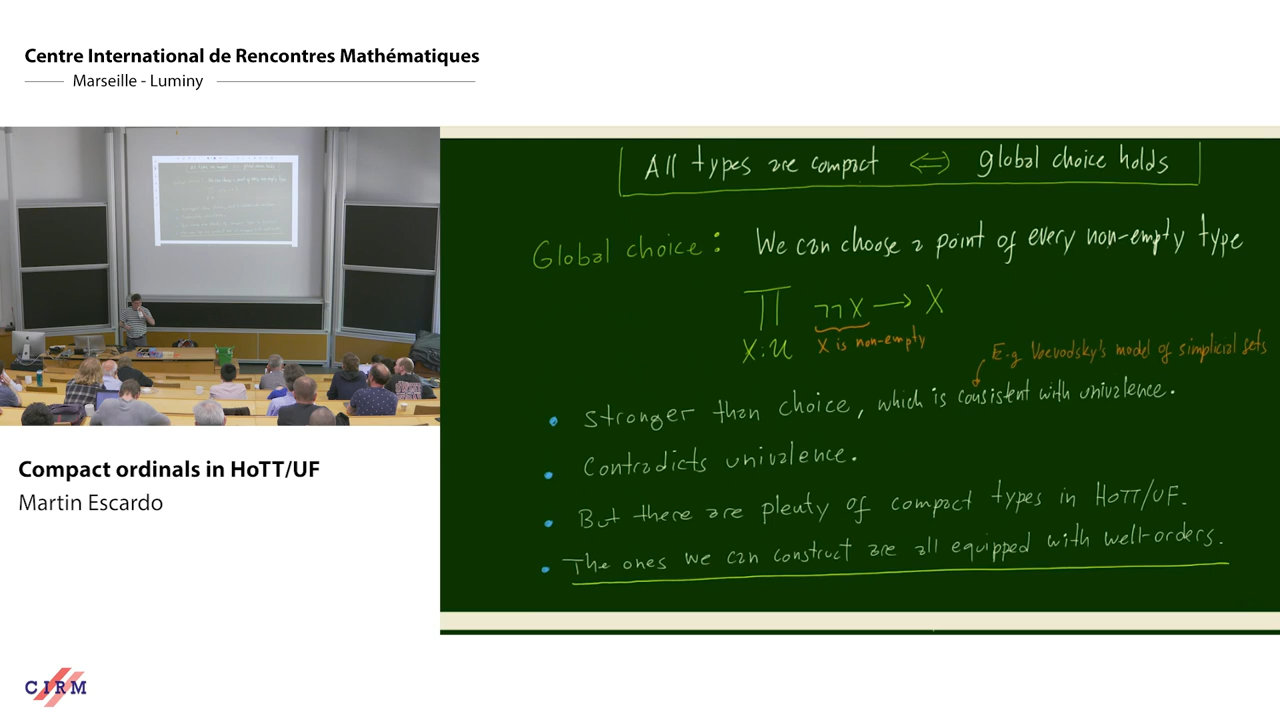 Centre International de Rencontres Mathématiques
Marseille - Luminy
All types are compact ⇔ global choice holds
Global choice: We can choose a point of every non-empty type
∏ ¬¬X → X
X:U X is non-empty
E.g Voevodsky's model of simplicial sets
• Stronger than choice, which is consistent with univalence.
• Contradicts univalence.
• But there are plenty of compact types in HoTT/UF.
• The ones we can construct are all equipped with well-orders.
Compact ordinals in HoTT/UF
Martin Escardo
CIRM